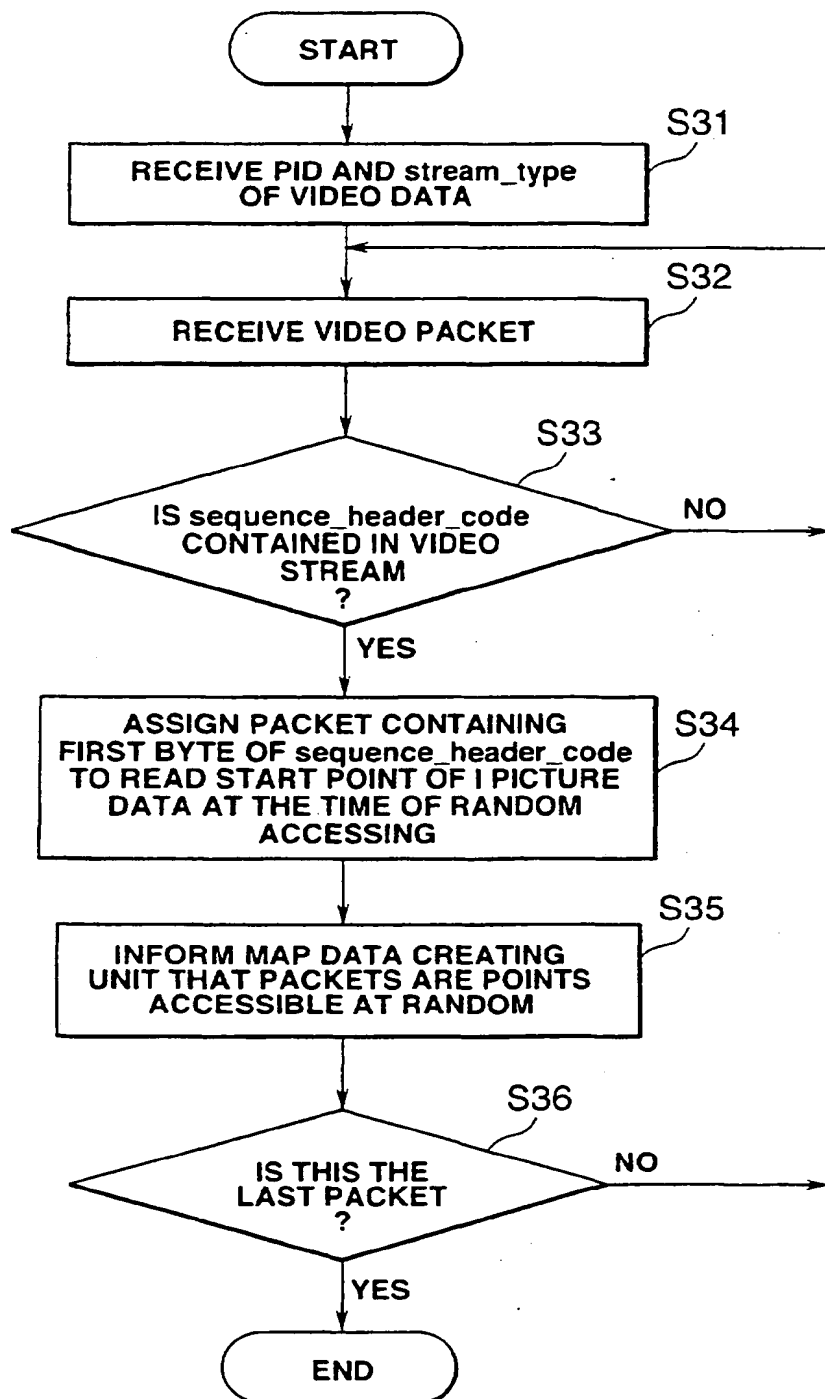 START
S31
RECEIVE PID AND stream_type
OF VIDEO DATA
S32
RECEIVE VIDEO PACKET
S33
IS sequence_header_code
CONTAINED IN VIDEO
STREAM
?
NO
YES
S34
ASSIGN PACKET CONTAINING
FIRST BYTE OF sequence_header_code
TO READ START POINT OF I PICTURE
DATA AT THE TIME OF RANDOM
ACCESSING
S35
INFORM MAP DATA CREATING
UNIT THAT PACKETS ARE POINTS
ACCESSIBLE AT RANDOM
S36
IS THIS THE
LAST PACKET
?
NO
YES
END